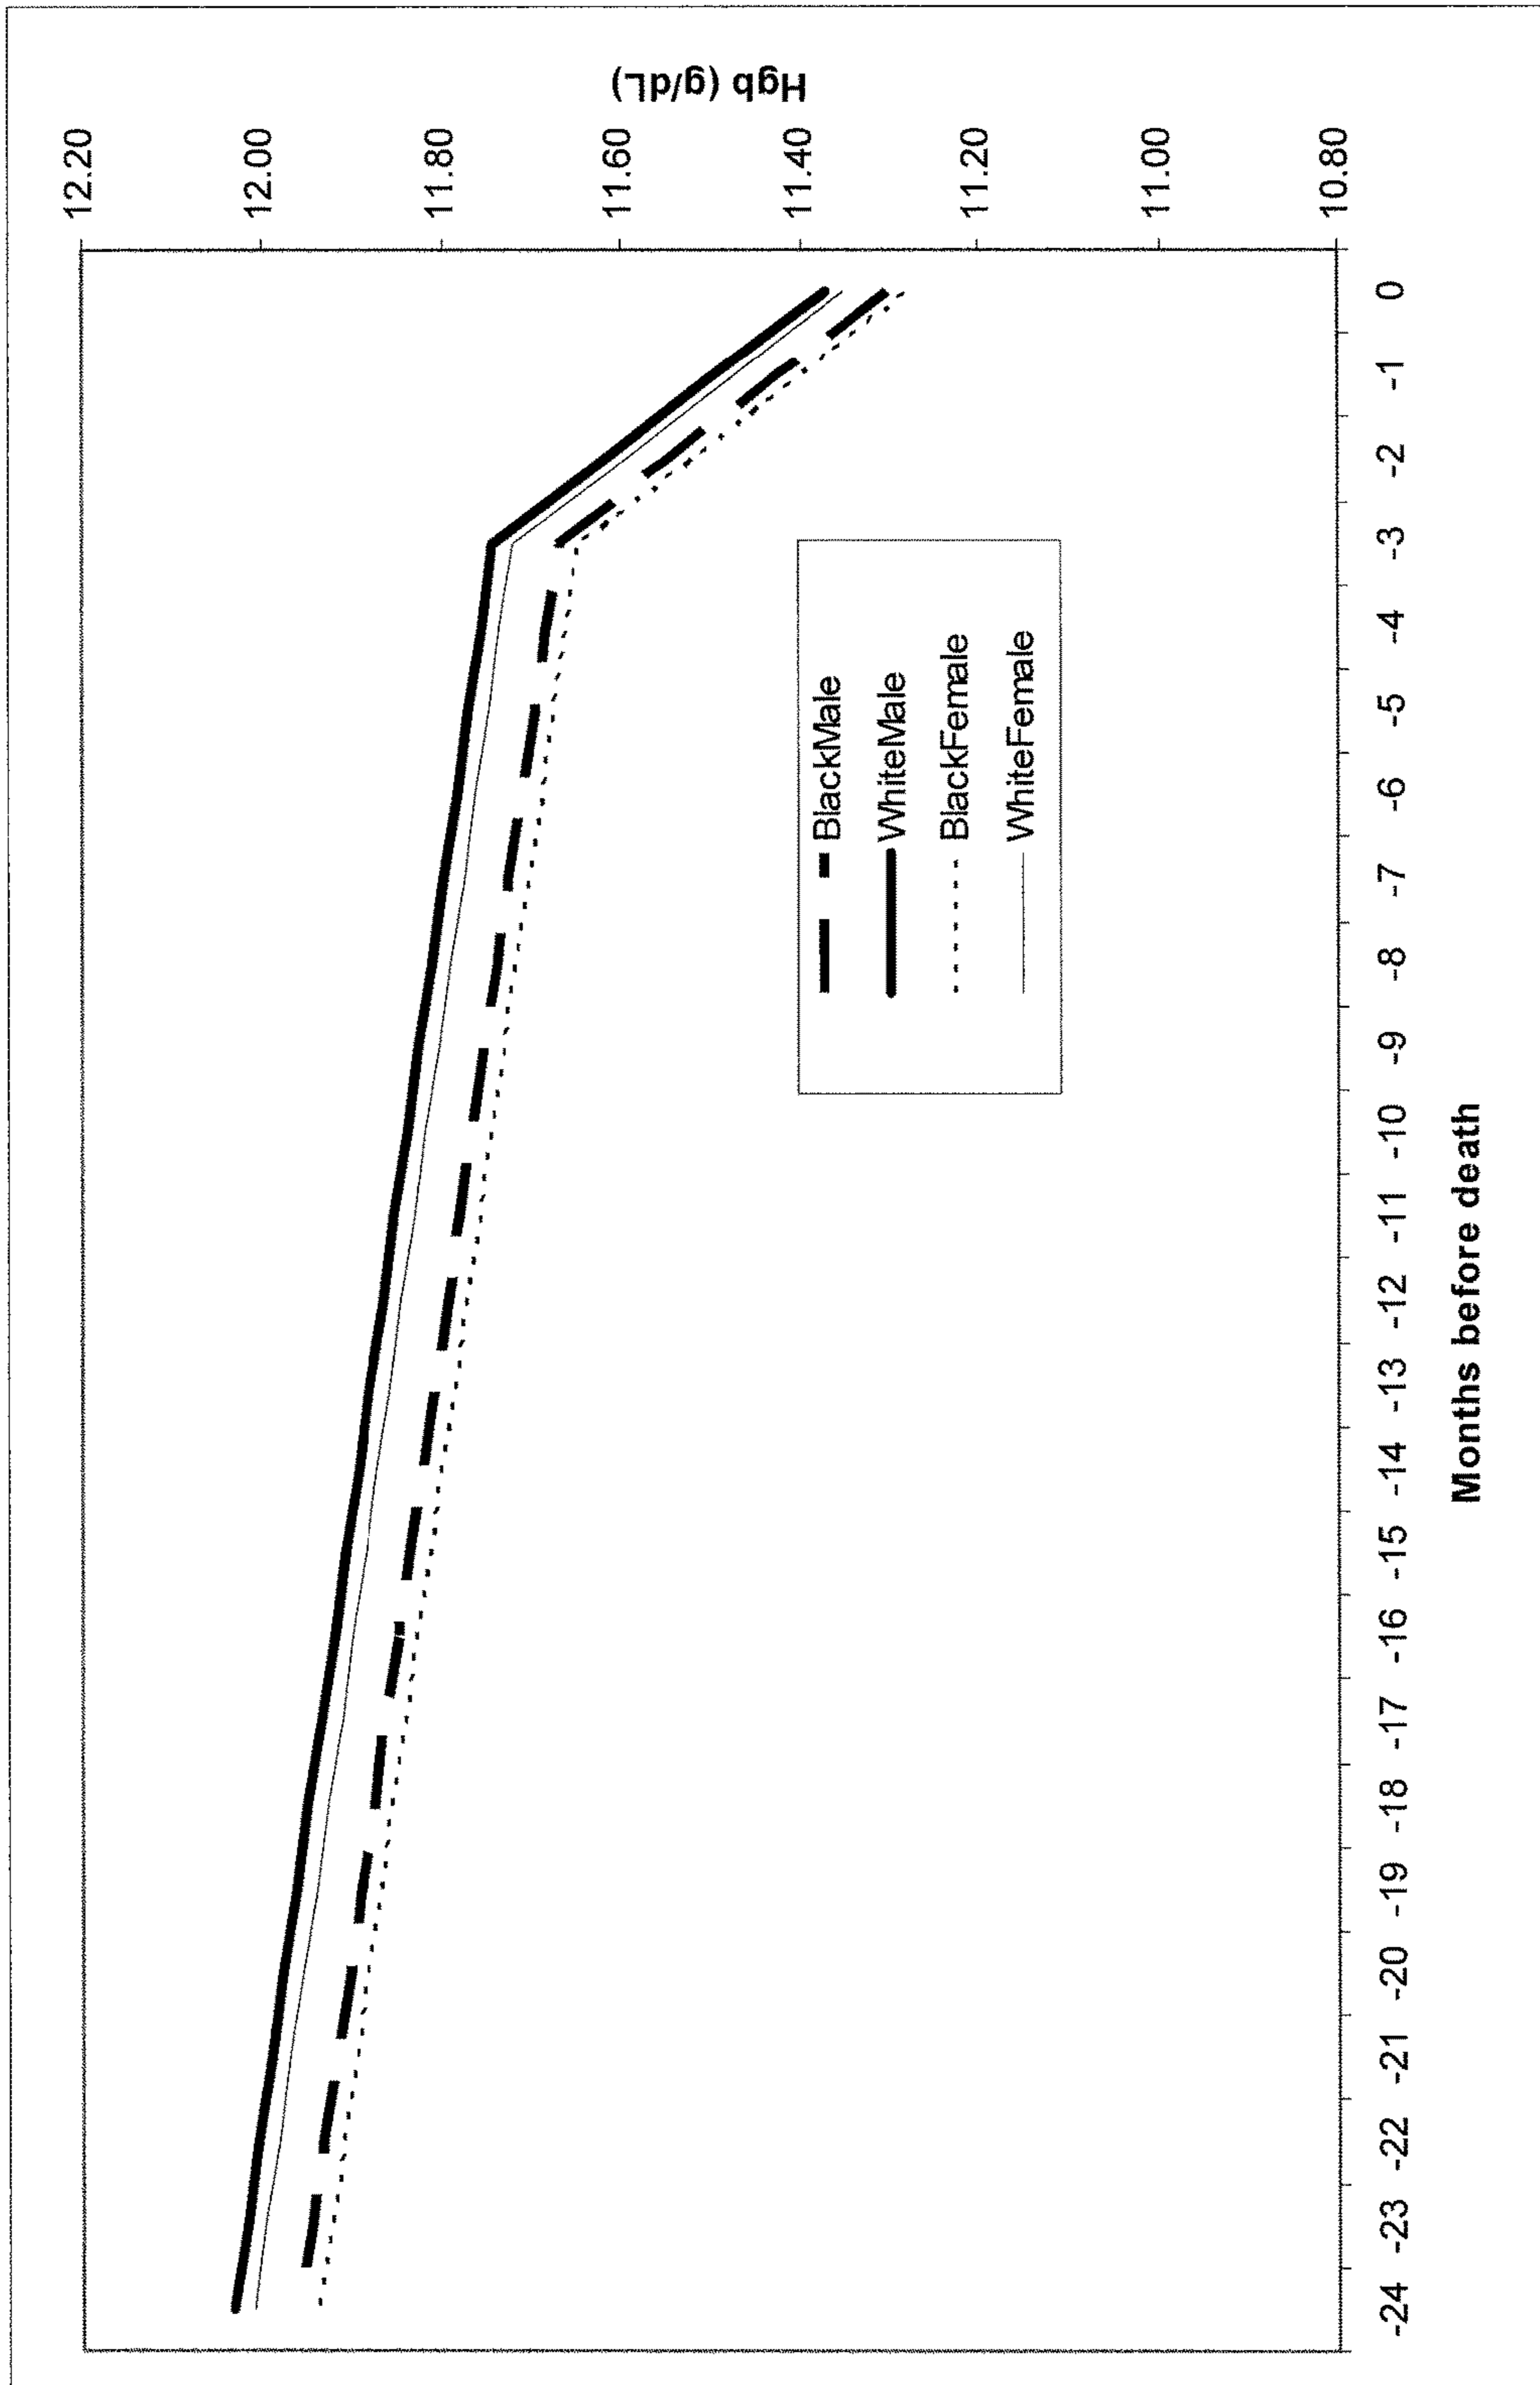 Hgb (g/dL)
12.20
12.00
11.80
11.60
11.40
11.20
11.00
10.80
BlackMale
WhiteMale
BlackFemale
WhiteFemale
-24 -23 -22 -21 -20 -19 -18 -17 -16 -15 -14 -13 -12 -11 -10 -9 -8 -7 -6 -5 -4 -3 -2 -1 0
Months before death